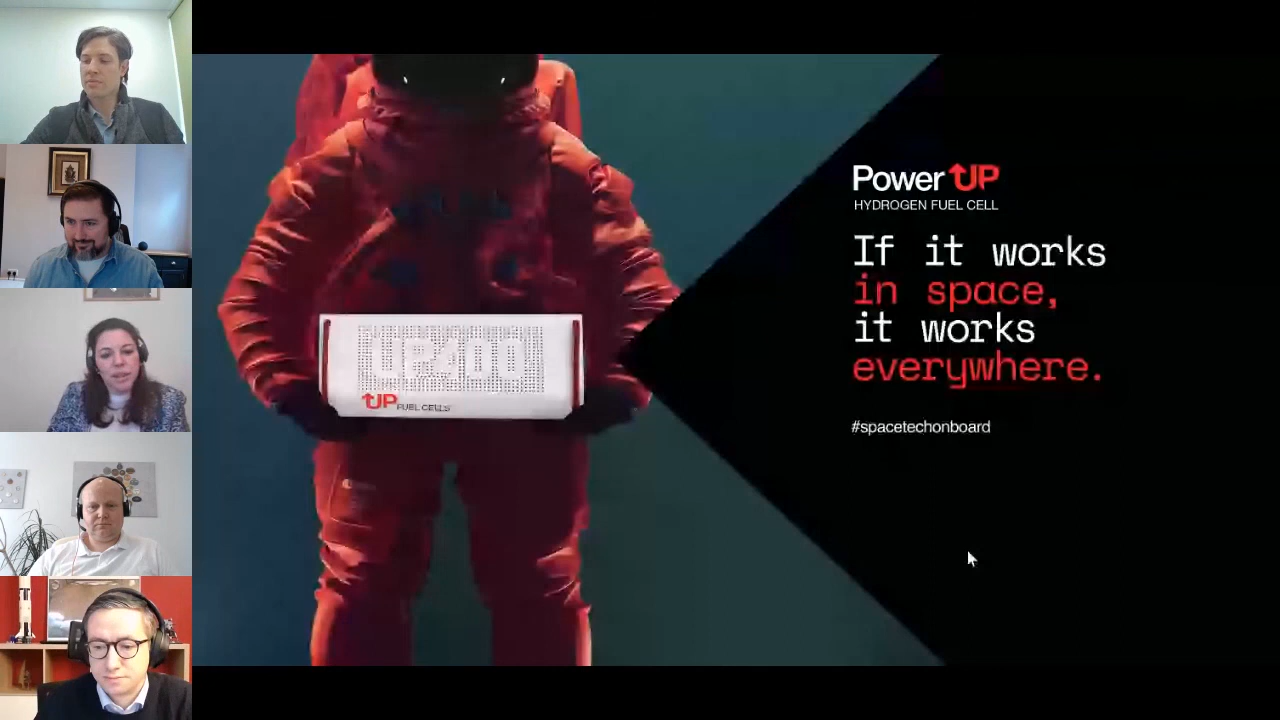 Power UP
HYDROGEN FUEL CELL
If it works
in space,
it works
everywhere.
#spacetechonboard
UP400
UP FUEL CELLS